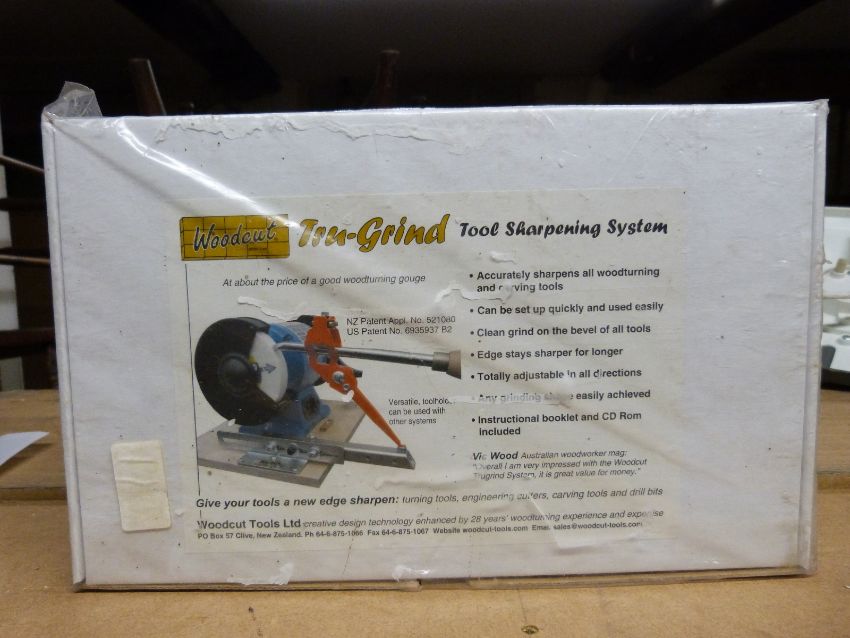 Woodcut Tru-Grind Tool Sharpening System
At about the price of a good woodturning gouge
NZ Patent Appl. No. 521080
US Patent No. 6935937 B2
Versatile, toolholder
can be used with
other systems
• Accurately sharpens all woodturning
and carving tools
• Can be set up quickly and used easily
• Clean grind on the bevel of all tools
• Edge stays sharper for longer
• Totally adjustable in all directions
• Any grinding shape easily achieved
• Instructional booklet and CD Rom
included
Vic Wood Australian woodworker mag:
"Overall I am very impressed with the Woodcut
Trugrind System, it is great value for money."
Give your tools a new edge sharpen: turning tools, engineering cutters, carving tools and drill bits
Woodcut Tools Ltd creative design technology enhanced by 28 years' woodturning experience and expertise
PO Box 57 Clive, New Zealand. Ph 64-6-875-1066 Fax 64-6-875-1067 Website woodcut-tools.com Email sales@woodcut-tools.com